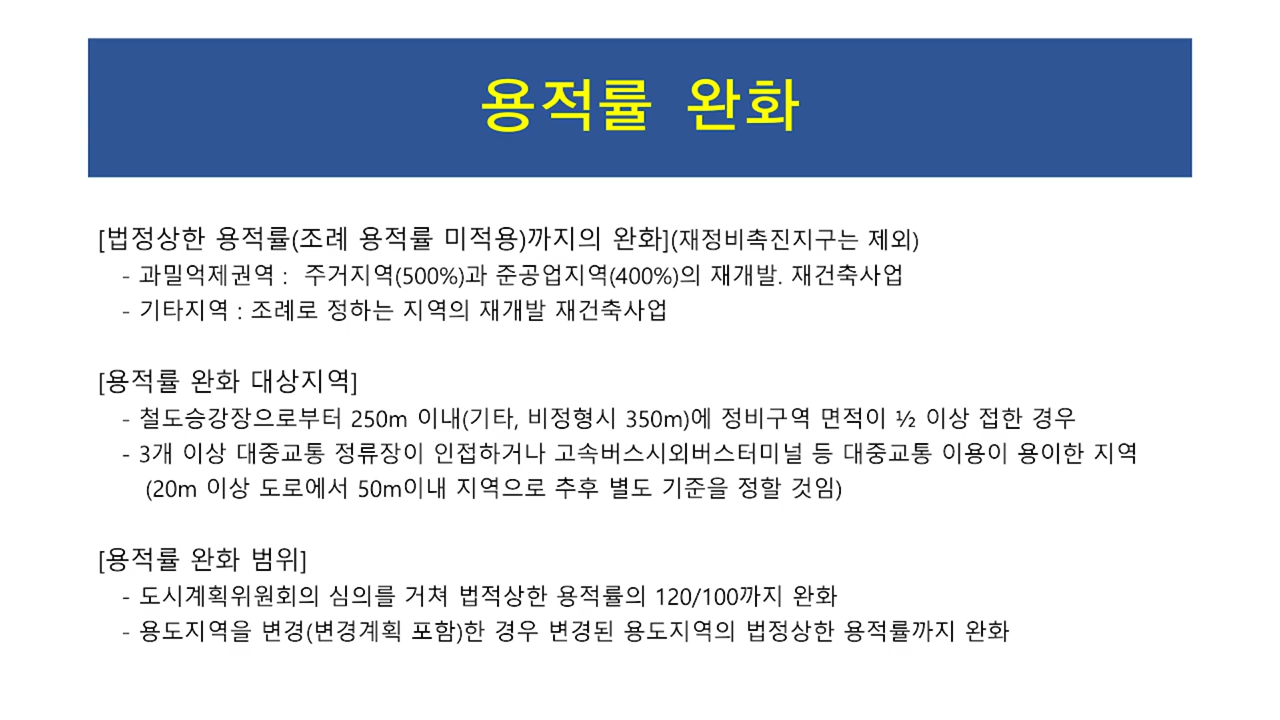 용적률 완화
[법정상한 용적률(조례 용적률 미적용)까지의 완화](재정비촉진지구는 제외)
- 과밀억제권역 : 주거지역(500%)과 준공업지역(400%)의 재개발. 재건축사업
- 기타지역 : 조례로 정하는 지역의 재개발 재건축사업
[용적률 완화 대상지역]
- 철도승강장으로부터 250m 이내(기타, 비정형시 350m)에 정비구역 면적이 ½ 이상 접한 경우
- 3개 이상 대중교통 정류장이 인접하거나 고속버스시외버스터미널 등 대중교통 이용이 용이한 지역
(20m 이상 도로에서 50m이내 지역으로 추후 별도 기준을 정할 것임)
[용적률 완화 범위]
- 도시계획위원회의 심의를 거쳐 법적상한 용적률의 120/100까지 완화
- 용도지역을 변경(변경계획 포함)한 경우 변경된 용도지역의 법정상한 용적률까지 완화